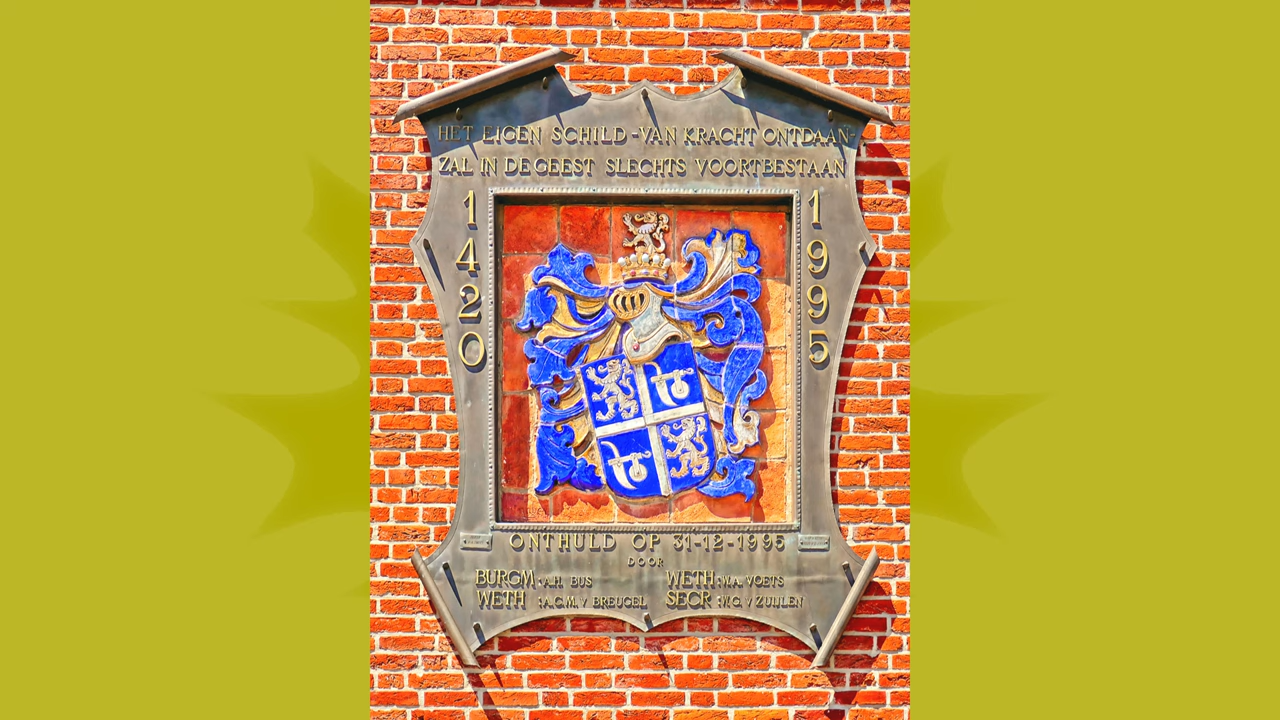 HET EIGEN SCHILD - VAN KRACHT ONTDAAN -
ZAL IN DE GEEST SLECHTS VOORTBESTAAN
1420
1995
ONTHULD OP 31-12-1995
DOOR
BURGM : A.H. BUS WETH : W.A. VOETS
WETH : A.C.M. V BREUGEL SECR : W.G. V ZUIJLEN